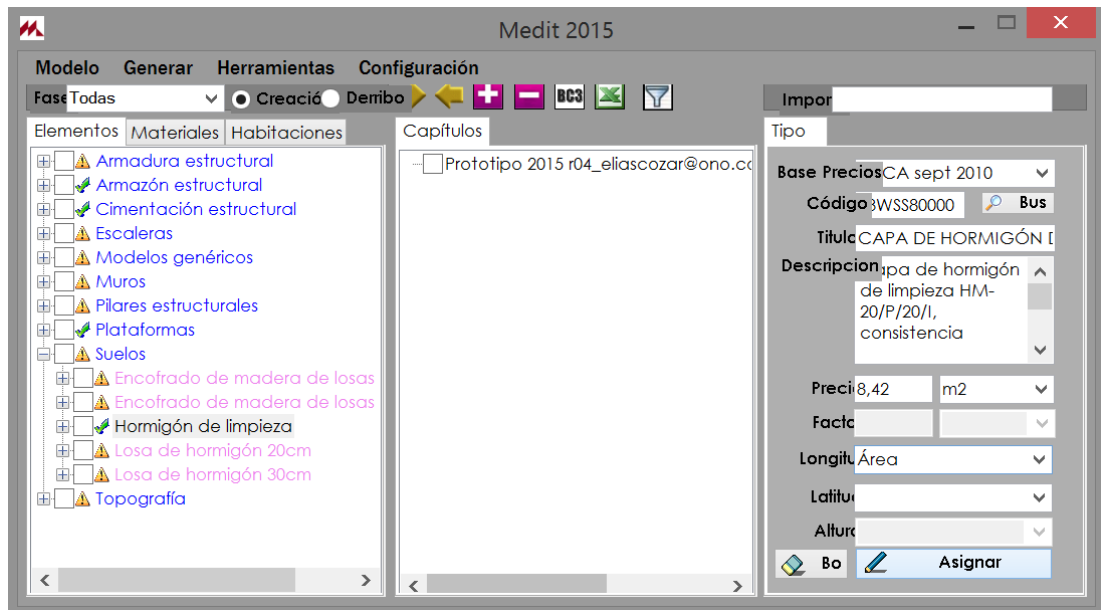 Medit 2015
Modelo Generar Herramientas Configuración
Fase Todas Creació Derribo BC3 Impor
Elementos Materiales Habitaciones
Armadura estructural
Armazón estructural
Cimentación estructural
Escaleras
Modelos genéricos
Muros
Pilares estructurales
Plataformas
Suelos
Encofrado de madera de losas
Encofrado de madera de losas
Hormigón de limpieza
Losa de hormigón 20cm
Losa de hormigón 30cm
Topografía
Capítulos
Prototipo 2015 r04_eliascozar@ono.co
Tipo
Base Precios CA sept 2010
Código BWSS80000 Bus
Titulo CAPA DE HORMIGÓN D
Descripcion apa de hormigón
de limpieza HM-
20/P/20/I,
consistencia
Preci 8,42 m2
Facto
Longitu Área
Latitu
Altura
Bo Asignar